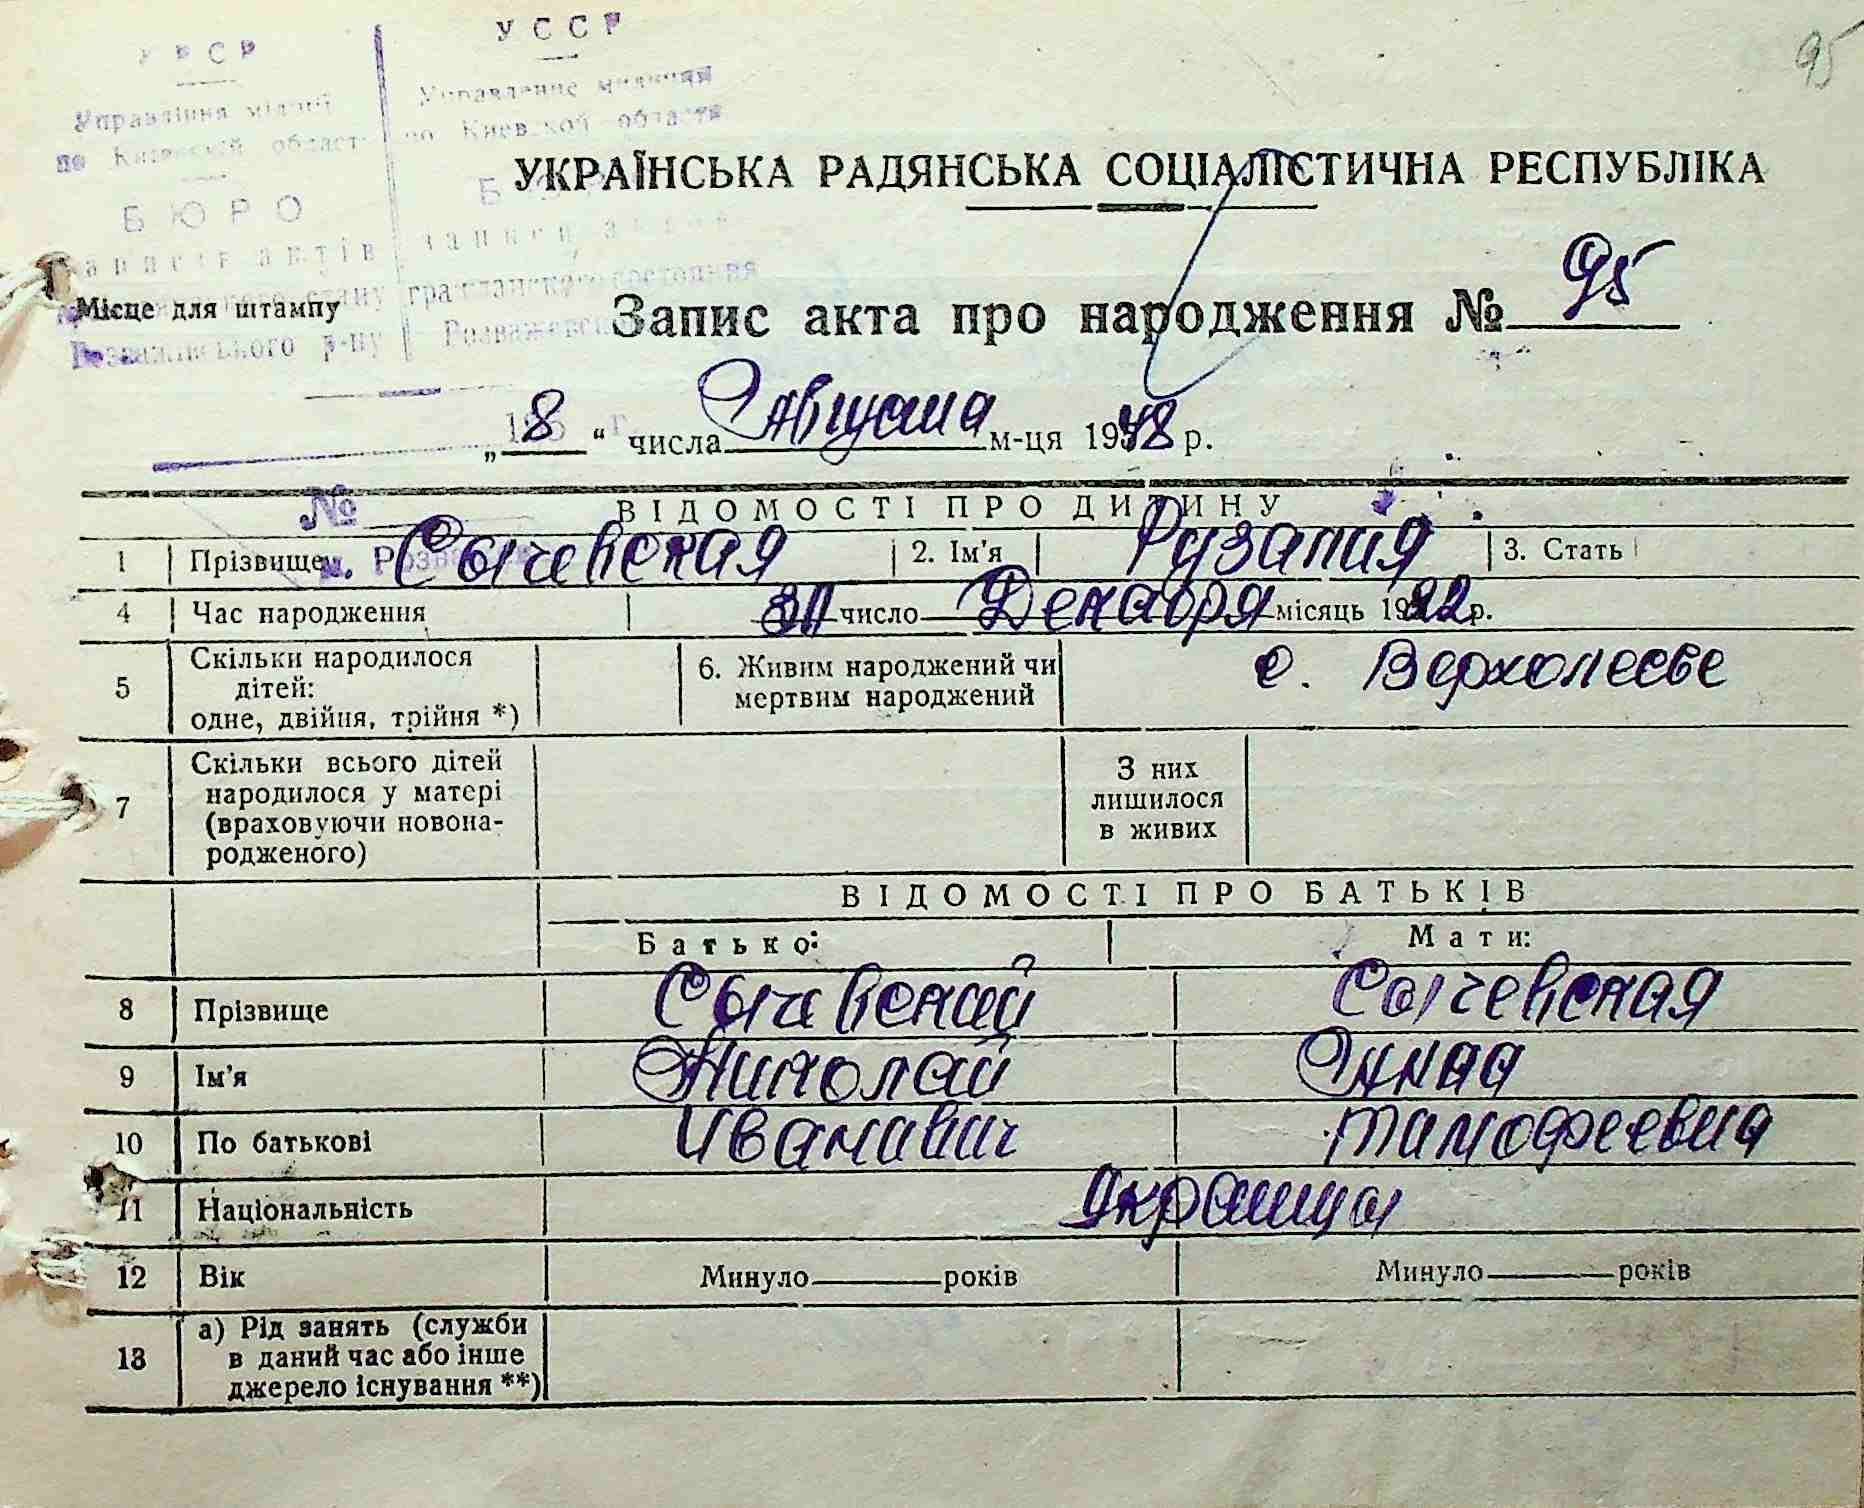 УРСР
УССР
95
Управління міліції
Управление милиции
по Київській області
по Киевской области
УКРАЇНСЬКА РАДЯНСЬКА СОЦІАЛІСТИЧНА РЕСПУБЛІКА
БЮРО
записів актів
записи актов
гражданского состояния
Місце для штампу
Запис акта про народження № 95
Розважівського р-ну
„8“ числа Августа м-ця 1948 р.
№
ВІДОМОСТІ ПРО ДИТИНУ
1 Прізвище Сычевская 2. Ім'я Рузалия 3. Стать
4 Час народження число Декабря місяць 1922 р.
5 Скільки народилося дітей: одне, двійня, трійня *) 6. Живим народжений чи мертвим народжений с. Верхолесье
7 Скільки всього дітей народилося у матері (враховуючи новонародженого) З них лишилося в живих
ВІДОМОСТІ ПРО БАТЬКІВ
Батько: Мати:
8 Прізвище Сычевский Сычевская
9 Ім'я Николай Анна
10 По батькові Иванович Тимофеевна
11 Національність Украинцы
12 Вік Минуло років Минуло років
13 а) Рід занять (служби в даний час або інше джерело існування **)